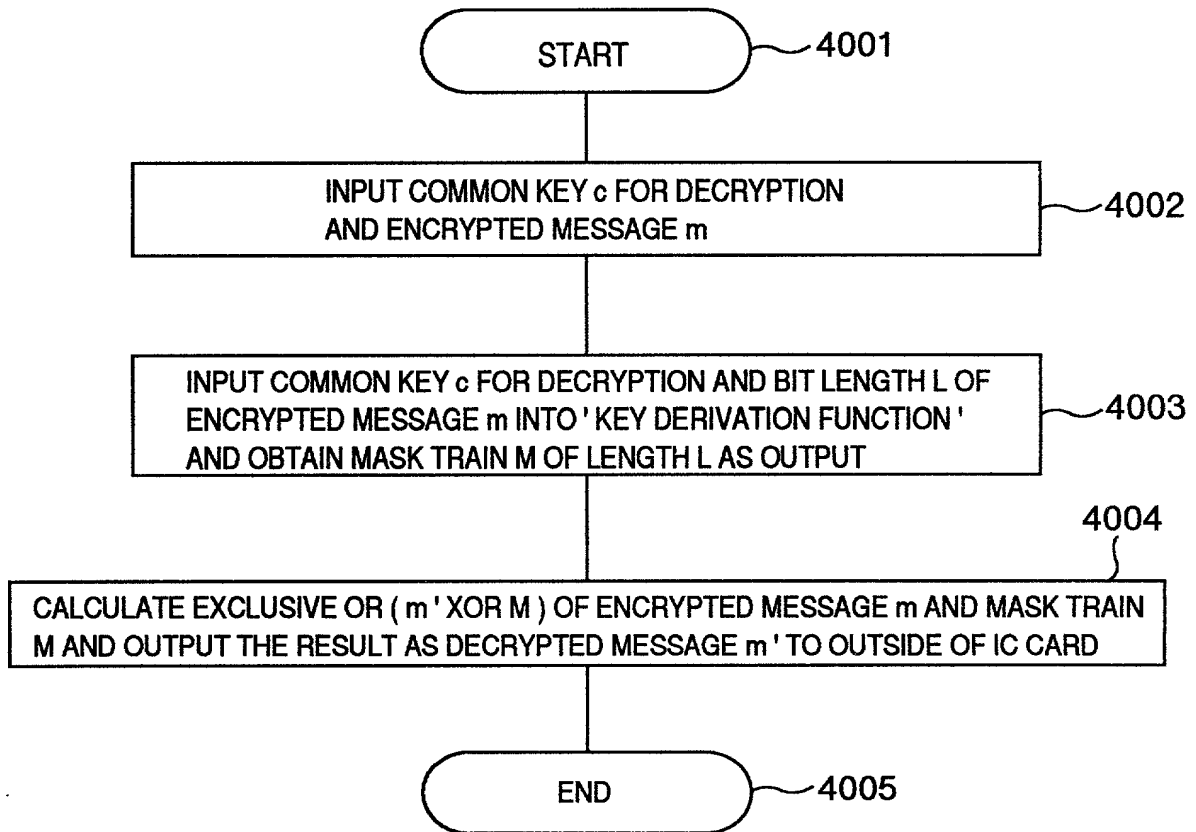 START
4001
INPUT COMMON KEY c FOR DECRYPTION
AND ENCRYPTED MESSAGE m
4002
INPUT COMMON KEY c FOR DECRYPTION AND BIT LENGTH L OF
ENCRYPTED MESSAGE m INTO ' KEY DERIVATION FUNCTION '
AND OBTAIN MASK TRAIN M OF LENGTH L AS OUTPUT
4003
4004
CALCULATE EXCLUSIVE OR ( m ' XOR M ) OF ENCRYPTED MESSAGE m AND MASK TRAIN
M AND OUTPUT THE RESULT AS DECRYPTED MESSAGE m ' TO OUTSIDE OF IC CARD
END
4005